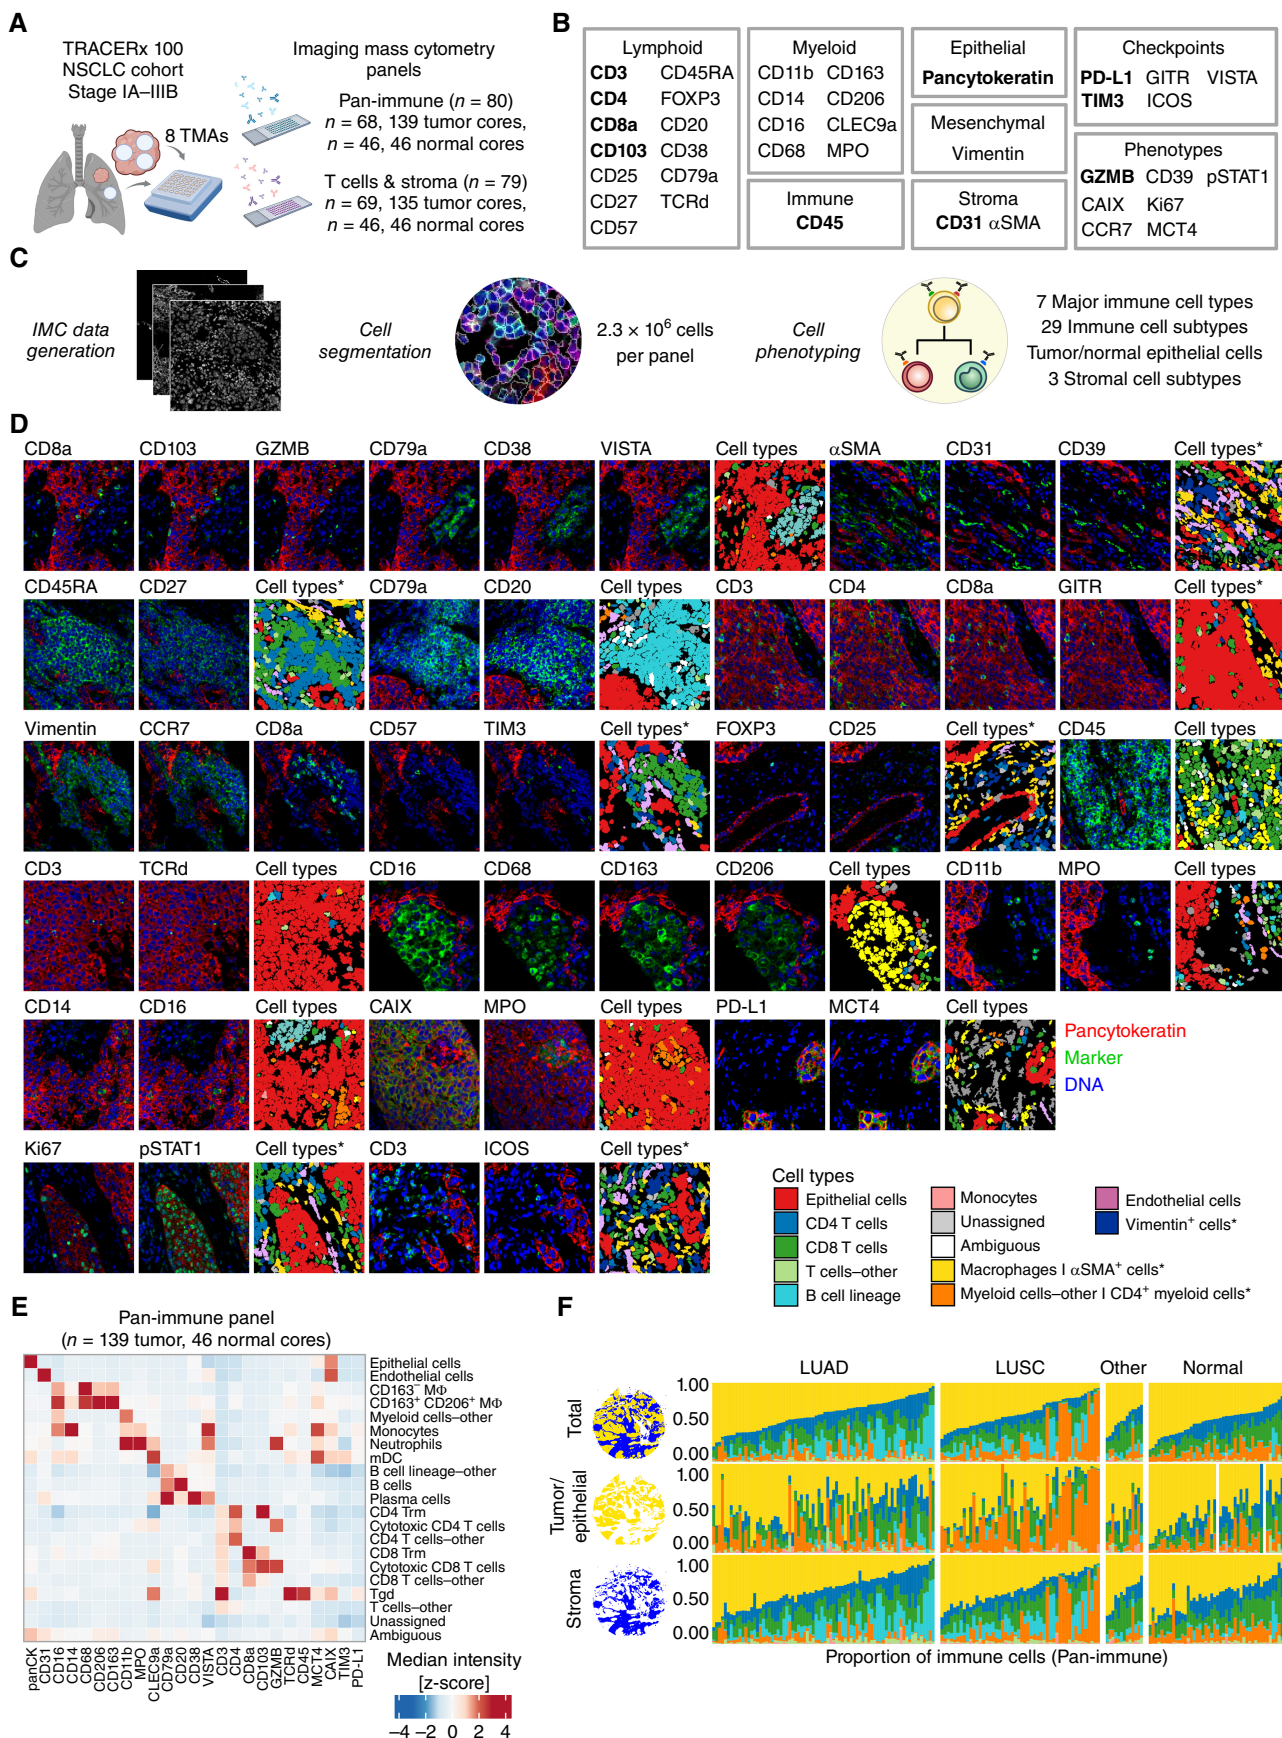 A
TRACERx 100
NSCLC cohort
Stage IA–IIIB
8 TMAs
Imaging mass cytometry
panels
Pan-immune (n = 80)
n = 68, 139 tumor cores,
n = 46, 46 normal cores
T cells & stroma (n = 79)
n = 69, 135 tumor cores,
n = 46, 46 normal cores
B
Lymphoid
CD3 CD45RA
CD4 FOXP3
CD8a CD20
CD103 CD38
CD25 CD79a
CD27 TCRd
CD57
Myeloid
CD11b CD163
CD14 CD206
CD16 CLEC9a
CD68 MPO
Immune
CD45
Epithelial
Pancytokeratin
Mesenchymal
Vimentin
Stroma
CD31 αSMA
Checkpoints
PD-L1 GITR VISTA
TIM3 ICOS
Phenotypes
GZMB CD39 pSTAT1
CAIX Ki67
CCR7 MCT4
C
IMC data
generation
Cell
segmentation
2.3 × 10⁶ cells
per panel
Cell
phenotyping
7 Major immune cell types
29 Immune cell subtypes
Tumor/normal epithelial cells
3 Stromal cell subtypes
D
CD8a CD103 GZMB CD79a CD38 VISTA Cell types αSMA CD31 CD39 Cell types*
CD45RA CD27 Cell types* CD79a CD20 Cell types CD3 CD4 CD8a GITR Cell types*
Vimentin CCR7 CD8a CD57 TIM3 Cell types* FOXP3 CD25 Cell types* CD45 Cell types
CD3 TCRd Cell types CD16 CD68 CD163 CD206 Cell types CD11b MPO Cell types
CD14 CD16 Cell types CAIX MPO Cell types PD-L1 MCT4 Cell types
Pancytokeratin
Marker
DNA
Ki67 pSTAT1 Cell types* CD3 ICOS Cell types*
Cell types
Epithelial cells
CD4 T cells
CD8 T cells
T cells–other
B cell lineage
Monocytes
Unassigned
Ambiguous
Macrophages I αSMA⁺ cells*
Myeloid cells–other I CD4⁺ myeloid cells*
Endothelial cells
Vimentin⁺ cells*
E
Pan-immune panel
(n = 139 tumor, 46 normal cores)
Epithelial cells
Endothelial cells
CD163⁻ MΦ
CD163⁺ CD206⁺ MΦ
Myeloid cells–other
Monocytes
Neutrophils
mDC
B cell lineage–other
B cells
Plasma cells
CD4 Trm
Cytotoxic CD4 T cells
CD4 T cells–other
CD8 Trm
Cytotoxic CD8 T cells
CD8 T cells–other
Tgd
T cells–other
Unassigned
Ambiguous
panCK
CD31
CD16
CD14
CD68
CD206
CD163
CD11b
MPO
CLEC9a
CD79a
CD20
CD38
VISTA
CD3
CD4
CD8a
CD103
GZMB
TCRd
CD45
MCT4
CAIX
TIM3
PD-L1
Median intensity
[z-score]
−4 −2 0 2 4
F
LUAD LUSC Other Normal
Total
1.00
0.50
0.00
Tumor/
epithelial
1.00
0.50
0.00
Stroma
1.00
0.50
0.00
Proportion of immune cells (Pan-immune)